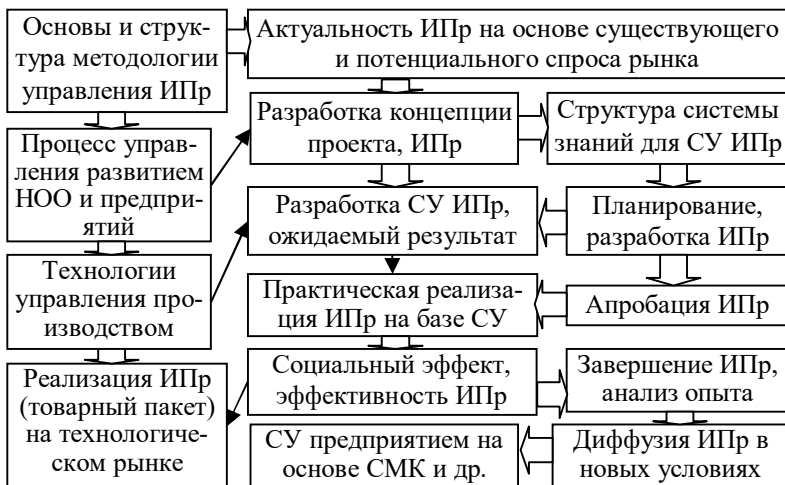 Основы и струк-
тура методологии
управления ИПр
Актуальность ИПр на основе существующего
и потенциального спроса рынка
Разработка концепции
проекта, ИПр
Структура системы
знаний для СУ ИПр
Процесс управ-
ления развитием
НОО и предпри-
ятий
Разработка СУ ИПр,
ожидаемый результат
Планирование,
разработка ИПр
Технологии
управления про-
изводством
Практическая реализа-
ция ИПр на базе СУ
Апробация ИПр
Реализация ИПр
(товарный пакет)
на технологиче-
ском рынке
Социальный эффект,
эффективность ИПр
Завершение ИПр,
анализ опыта
СУ предприятием на
основе СМК и др.
Диффузия ИПр в
новых условиях